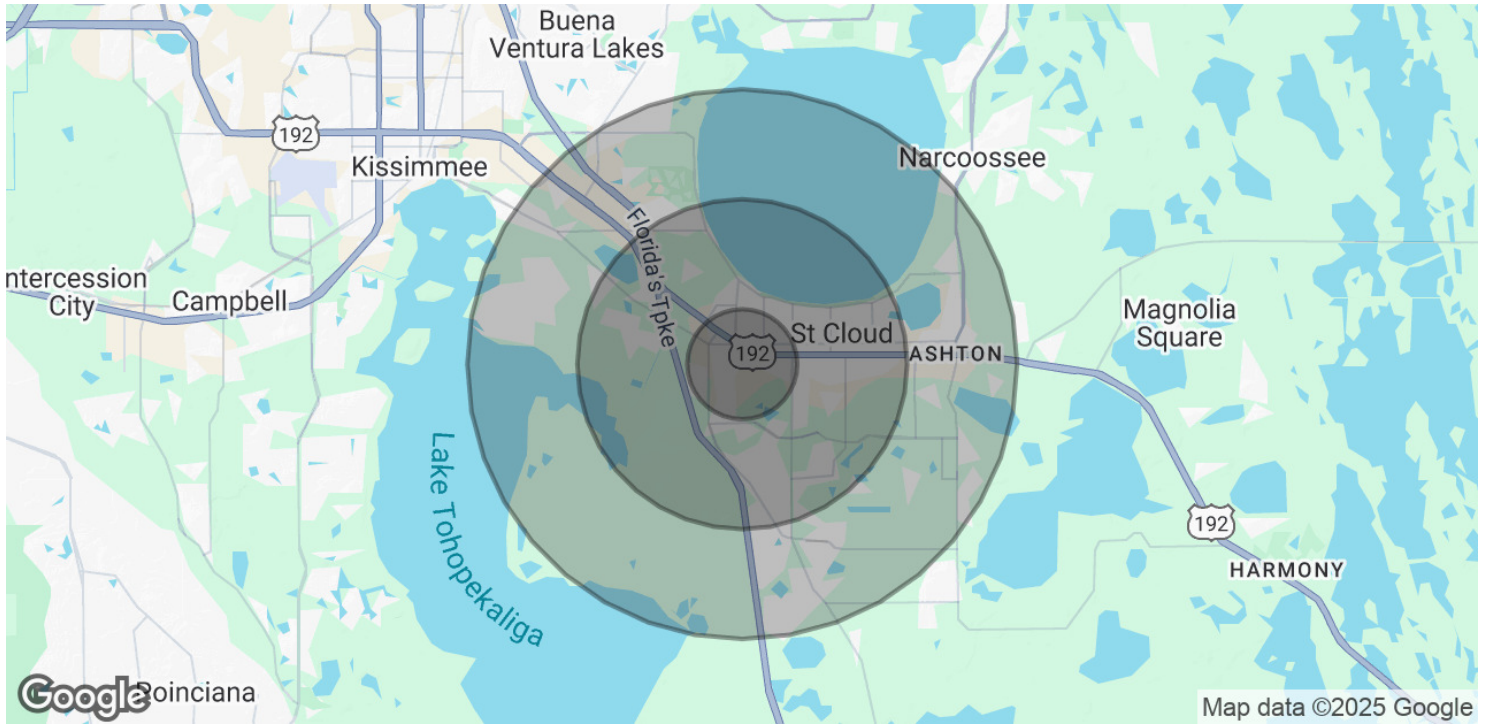 Buena
Ventura Lakes
192
Kissimmee
Narcoossee
Florida's Tpke
ntercession
City
Campbell
Magnolia
Square
St Cloud
192
ASHTON
Lake Tohopekaliga
192
HARMONY
Google
Poinciana
Map data ©2025 Google